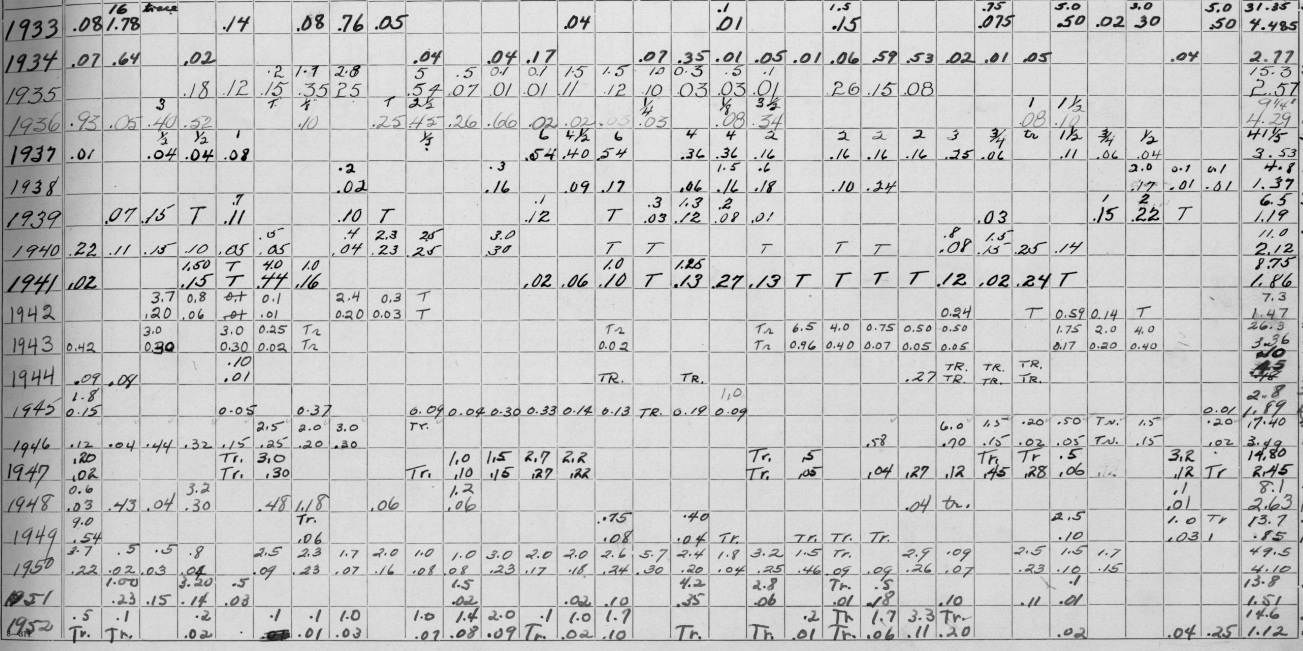 16 trace .1 1.5 .75 5.0 3.0 5.0 31.35
1933 .08 1.78 .14 .08 .76 .05 .04 .01 .15 .075 .50 .02 .30 .50 4.485
1934 .07 .64 .02 .04 .04 .17 .07 .35 .01 .05 .01 .06 .59 .53 .02 .01 .05 .04 2.77
.2 1.7 2.8 5 .5 0.1 0.1 1.5 1.5 1.0 0.3 .5 .1 15.3
1935 .18 .12 .15 .35 25 .54 .07 .01 .01 .11 .12 .10 .03 .03 .01 .26 .15 .08 2.57
3 T T 2½ ¼ ⅛ 3½ 1 1½
1936 .93 .05 .40 .52 .10 .25 .45 .26 .66 .02 .02 .03 .08 .34 .08 .10 4.29
½ ½ 1 ⅕ 6 4½ 6 4 4 2 2 2 2 3 ¾ tr 1½ ¾ ½ 41⅕
1937 .01 .04 .04 .08 .54 .40 .54 .36 .36 .16 .16 .16 .16 .25 .06 .11 .06 .04 3.53
.2 .3 1.5 .6 2.0 0.1 0.1 4.8
1938 .02 .16 .09 .17 .06 .16 .18 .10 .24 .17 .01 .01 1.37
.7 .1 .3 1.3 .2 1 2 6.5
1939 .07 .15 T .11 .10 T .12 T .03 .12 .08 .01 .03 .15 .22 T 1.19
.5 .4 2.3 25 3.0 .8 1.5 11.0
1940 .22 .11 .15 .10 .05 .05 .04 .23 .25 .30 T T T T T .08 .15 .25 .14 2.12
1.50 T 4.0 1.0 1.0 1.25 8.75
1941 .02 .15 T .44 .16 .02 .06 .10 T .13 .27 .13 T T T T .12 .02 .24 T 1.86
3.7 0.8 0.1 2.4 0.3 T 7.3
1942 .20 .06 .01 0.20 0.03 T 0.24 T 0.59 0.14 T 1.47
3.0 3.0 0.25 Tr Tr Tr 6.5 4.0 0.75 0.50 0.50 1.75 2.0 4.0 26.3
1943 0.42 0.30 0.30 0.02 Tr 0.02 Tr 0.96 0.40 0.07 0.05 0.05 0.17 0.20 0.40 3.36
.10 TR. TR. TR. .10
1944 .09 .08 .01 TR. TR. .27 TR. TR. TR. .45
1.8 1.0 2.8
1945 0.15 0.05 0.37 0.09 0.04 0.30 0.33 0.14 0.13 TR. 0.19 0.09 0.01 1.89
2.5 2.0 3.0 Tr. 6.0 1.5 .20 .50 Tr. 1.5 .20 17.40
1946 .12 .04 .44 .32 .15 .25 .20 .30 .58 .70 .15 .02 .05 Tr. .15 .02 3.49
.20 Tr. 3.0 1.0 1.5 2.7 2.2 Tr. .5 Tr. Tr .5 3.2 14.80
1947 .02 Tr. .30 Tr. .10 .15 .27 .22 Tr. .05 .04 .27 .12 .45 .28 .06 .12 Tr 2.45
0.6 3.2 1.2 .1 8.1
1948 .03 .43 .04 .30 .48 1.18 .06 .06 .04 tr. .01 2.63
9.0 Tr. .75 .40 2.5 1.0 Tr 13.7
1949 .54 .06 .08 .04 Tr. Tr. Tr. Tr. .10 .03 1 .85
3.7 .5 .5 .8 2.5 2.3 1.7 2.0 1.0 1.0 3.0 2.0 2.0 2.6 5.7 2.4 1.8 3.2 1.5 Tr. 2.9 .09 2.5 1.5 1.7 49.5
1950 .22 .02 .03 .04 .09 .23 .07 .16 .08 .08 .23 .17 .18 .24 .30 .20 .04 .25 .46 .09 .09 .26 .07 .23 .10 .15 4.10
1.00 3.20 .5 1.5 4.2 2.8 Tr. .5 .1 13.8
1951 .23 .15 .14 .03 .02 .02 .10 .35 .06 .01 .18 .10 .11 .01 1.51
.5 .1 .2 .1 .1 1.0 1.0 1.4 2.0 .1 1.0 1.7 .2 Tr 1.7 3.3 Tr. 14.6
1952 Tr. Tr. .02 .01 .03 .07 .08 .09 Tr. .02 .10 Tr. Tr. .01 Tr. .06 .11 .20 .02 .04 .25 1.12